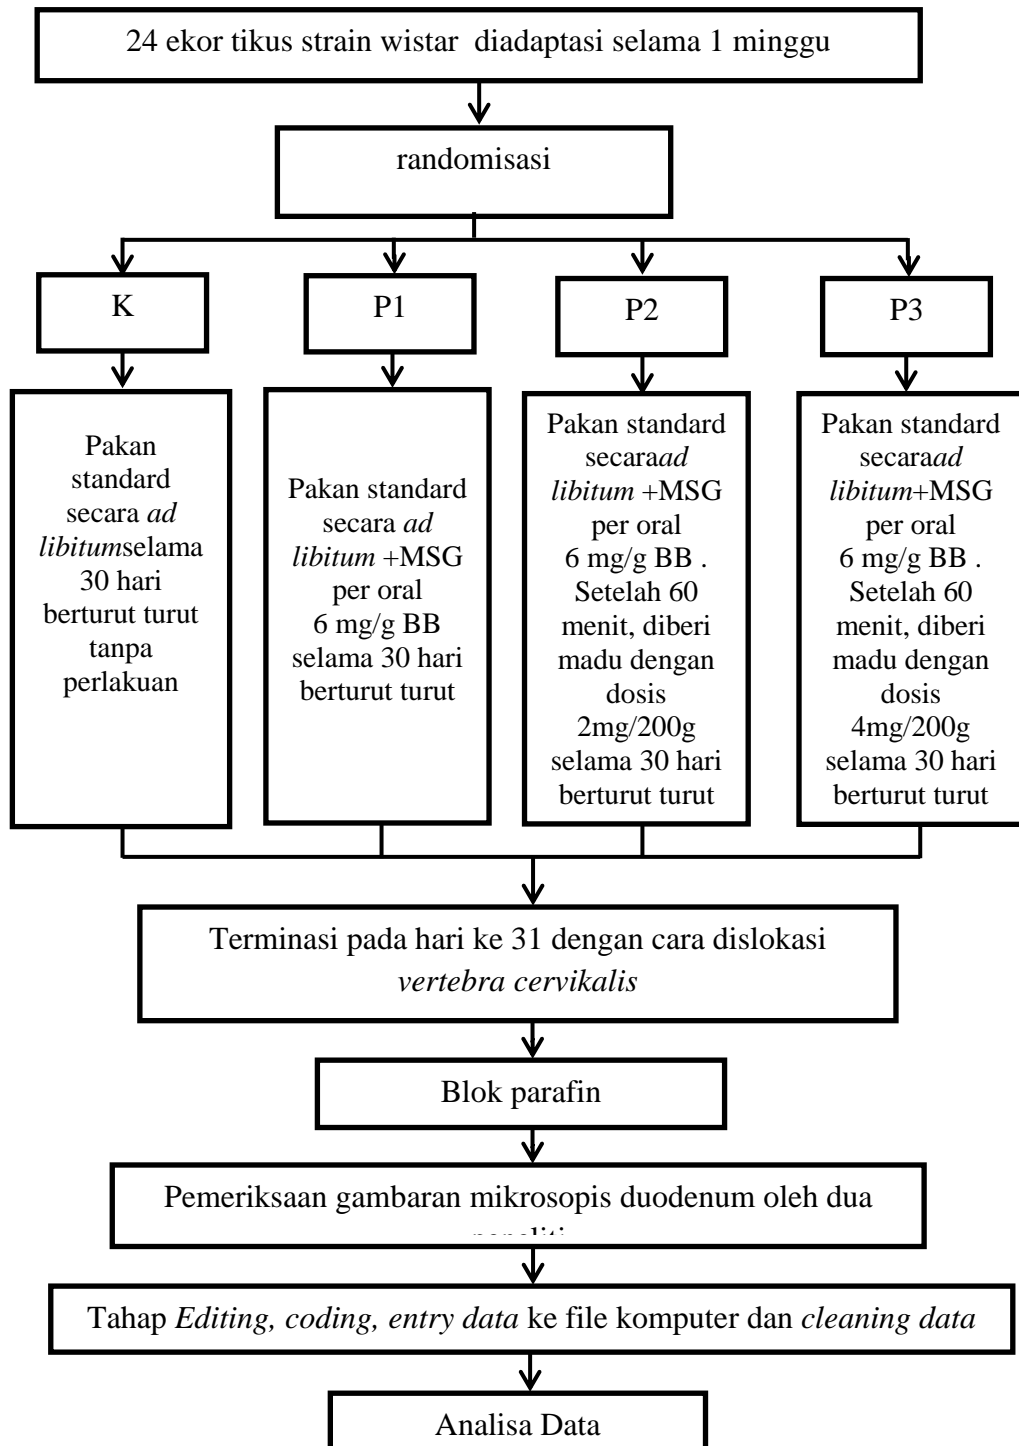 24 ekor tikus strain wistar diadaptasi selama 1 minggu
randomisasi
K
P1
P2
P3
Pakan
standard
secara ad
libitumselama
30 hari
berturut turut
tanpa
perlakuan
Pakan standard
secara ad
libitum +MSG
per oral
6 mg/g BB
selama 30 hari
berturut turut
Pakan standard
secaraad
libitum +MSG
per oral
6 mg/g BB .
Setelah 60
menit, diberi
madu dengan
dosis
2mg/200g
selama 30 hari
berturut turut
Pakan standard
secaraad
libitum+MSG
per oral
6 mg/g BB .
Setelah 60
menit, diberi
madu dengan
dosis
4mg/200g
selama 30 hari
berturut turut
Terminasi pada hari ke 31 dengan cara dislokasi
vertebra cervikalis
Blok parafin
Pemeriksaan gambaran mikrosopis duodenum oleh dua
Tahap Editing, coding, entry data ke file komputer dan cleaning data
Analisa Data